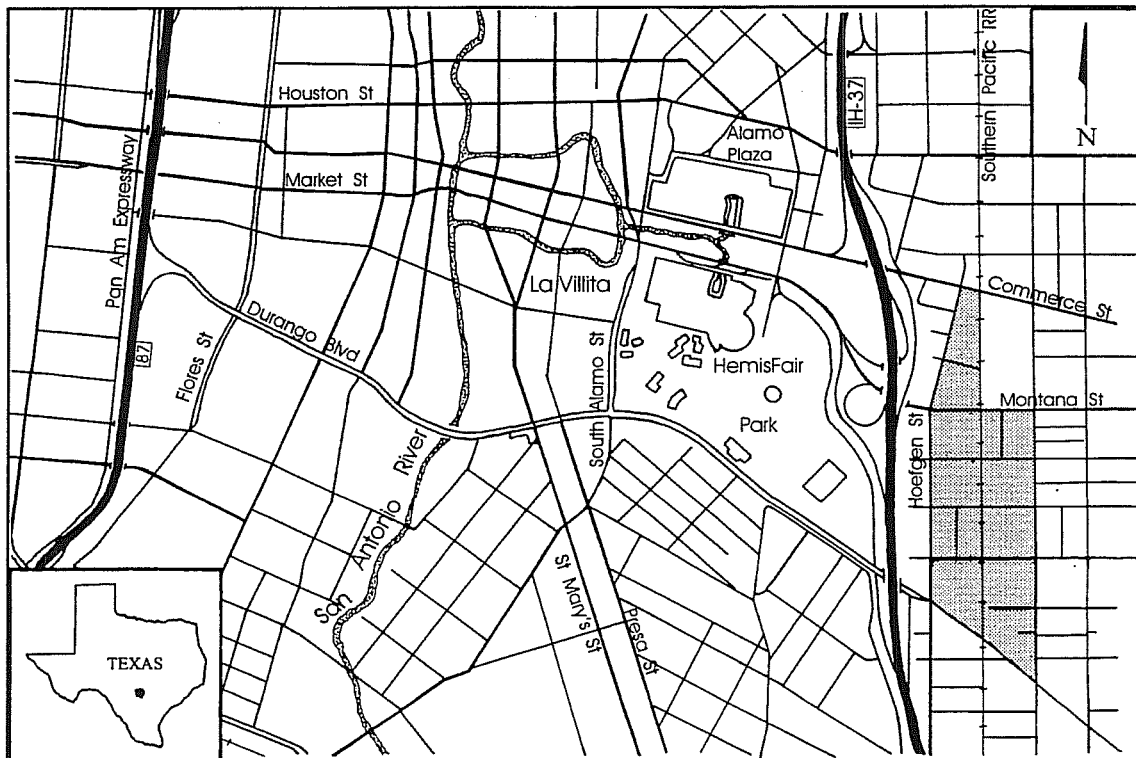 Houston St
Market St
Pan Am Expressway
87
Flores St
Durango Blvd
San Antonio River
La Villita
South Alamo St
Alamo
Plaza
HemisFair
Park
IH-37
Southern Pacific RR
N
Commerce St
Montana St
Hoefgen St
St Mary's St
Presa St
TEXAS